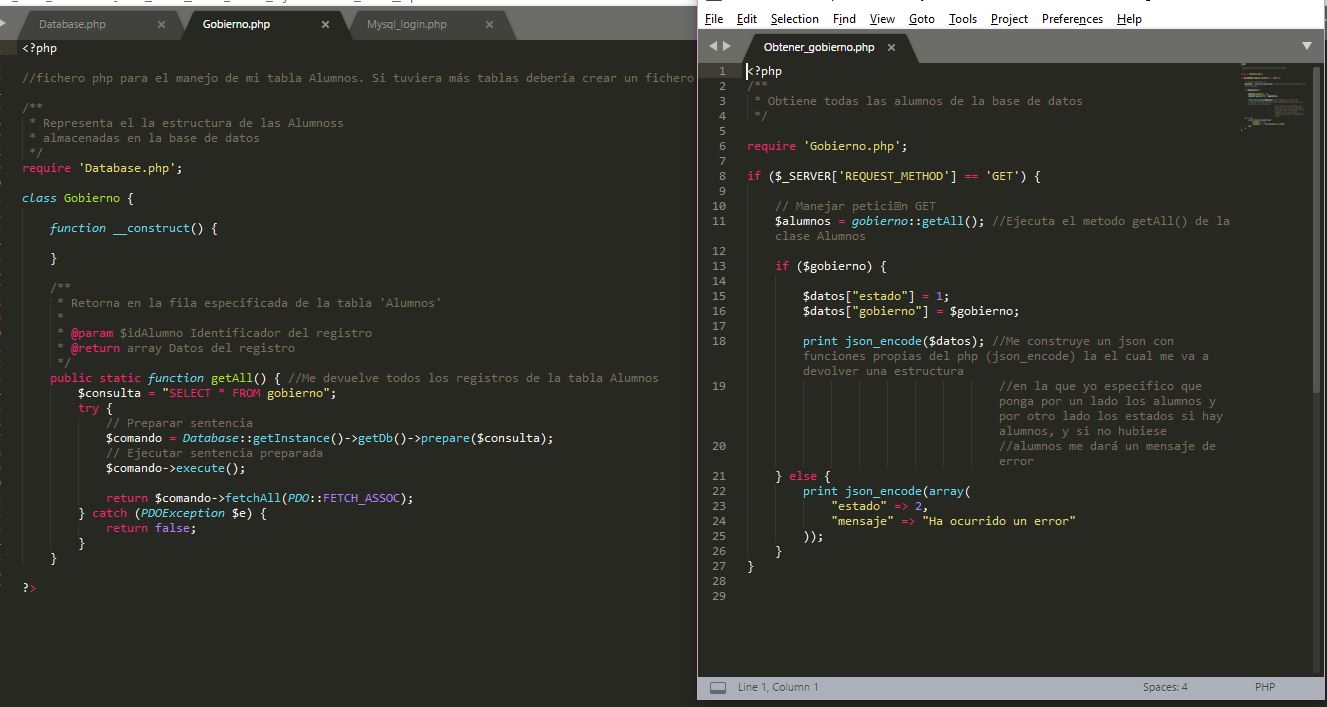 Database.php × Gobierno.php × Mysql_login.php ×
<?php
//fichero php para el manejo de mi tabla Alumnos. Si tuviera más tablas debería crear un fichero
/**
* Representa el la estructura de las Alumnoss
* almacenadas en la base de datos
*/
require 'Database.php';
class Gobierno {
function __construct() {
}
/**
* Retorna en la fila especificada de la tabla 'Alumnos'
*
* @param $idAlumno Identificador del registro
* @return array Datos del registro
*/
public static function getAll() { //Me devuelve todos los registros de la tabla Alumnos
$consulta = "SELECT * FROM gobierno";
try {
// Preparar sentencia
$comando = Database::getInstance()->getDb()->prepare($consulta);
// Ejecutar sentencia preparada
$comando->execute();
return $comando->fetchAll(PDO::FETCH_ASSOC);
} catch (PDOException $e) {
return false;
}
}
?>
File Edit Selection Find View Goto Tools Project Preferences Help
Obtener_gobierno.php ×
1 <?php
2 /**
3 * Obtiene todas las alumnos de la base de datos
4 */
5
6 require 'Gobierno.php';
7
8 if ($_SERVER['REQUEST_METHOD'] == 'GET') {
9
10 // Manejar petici�n GET
11 $alumnos = gobierno::getAll(); //Ejecuta el metodo getAll() de la
clase Alumnos
12
13 if ($gobierno) {
14
15 $datos["estado"] = 1;
16 $datos["gobierno"] = $gobierno;
17
18 print json_encode($datos); //Me construye un json con
funciones propias del php (json_encode) la el cual me va a
devolver una estructura
19 //en la que yo especifico que
ponga por un lado los alumnos y
por otro lado los estados si hay
alumnos, y si no hubiese
20 //alumnos me dará un mensaje de
error
21 } else {
22 print json_encode(array(
23 "estado" => 2,
24 "mensaje" => "Ha ocurrido un error"
25 ));
26 }
27 }
28
29
Line 1, Column 1 Spaces: 4 PHP